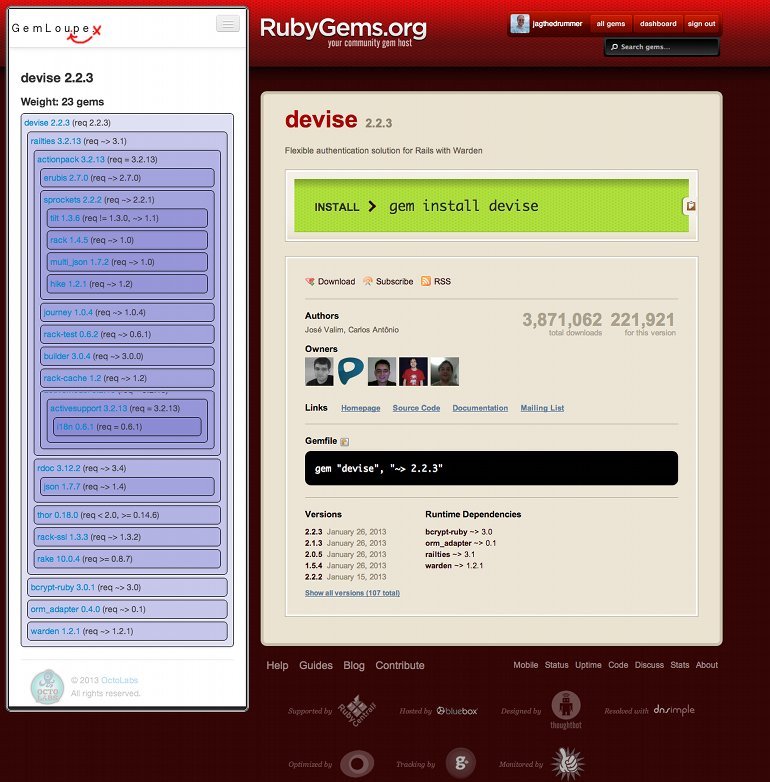 GemLoupe
devise 2.2.3
Weight: 23 gems
devise 2.2.3 (req 2.2.3)
railties 3.2.13 (req ~> 3.1)
actionpack 3.2.13 (req = 3.2.13)
erubis 2.7.0 (req ~> 2.7.0)
sprockets 2.2.2 (req ~> 2.2.1)
tilt 1.3.6 (req != 1.3.0, ~> 1.1)
rack 1.4.5 (req ~> 1.0)
multi_json 1.7.2 (req ~> 1.0)
hike 1.2.1 (req ~> 1.2)
journey 1.0.4 (req ~> 1.0.4)
rack-test 0.6.2 (req ~> 0.6.1)
builder 3.0.4 (req ~> 3.0.0)
rack-cache 1.2 (req ~> 1.2)
activesupport 3.2.13 (req = 3.2.13)
i18n 0.6.1 (req = 0.6.1)
rdoc 3.12.2 (req ~> 3.4)
json 1.7.7 (req ~> 1.4)
thor 0.18.0 (req < 2.0, >= 0.14.6)
rack-ssl 1.3.3 (req ~> 1.3.2)
rake 10.0.4 (req >= 0.8.7)
bcrypt-ruby 3.0.1 (req ~> 3.0)
orm_adapter 0.4.0 (req ~> 0.1)
warden 1.2.1 (req ~> 1.2.1)
OCTO LABS
© 2013 OctoLabs
All rights reserved.
RubyGems.org
your community gem host
jagthedrummer all gems dashboard sign out
Search gems...
devise 2.2.3
Flexible authentication solution for Rails with Warden
INSTALL > gem install devise
Download Subscribe RSS
Authors
José Valim, Carlos Antônio
3,871,062 221,921
total downloads for this version
Owners
Links Homepage Source Code Documentation Mailing List
Gemfile
gem "devise", "~> 2.2.3"
Versions
2.2.3 January 26, 2013
2.1.3 January 26, 2013
2.0.5 January 26, 2013
1.5.4 January 26, 2013
2.2.2 January 15, 2013
Show all versions (107 total)
Runtime Dependencies
bcrypt-ruby ~> 3.0
orm_adapter ~> 0.1
railties ~> 3.1
warden ~> 1.2.1
Help Guides Blog Contribute
Mobile Status Uptime Code Discuss Stats About
Supported by Ruby Central Hosted by bluebox Designed by thoughtbot Resolved with dnsimple
Optimized by Tracking by g• Monitored by